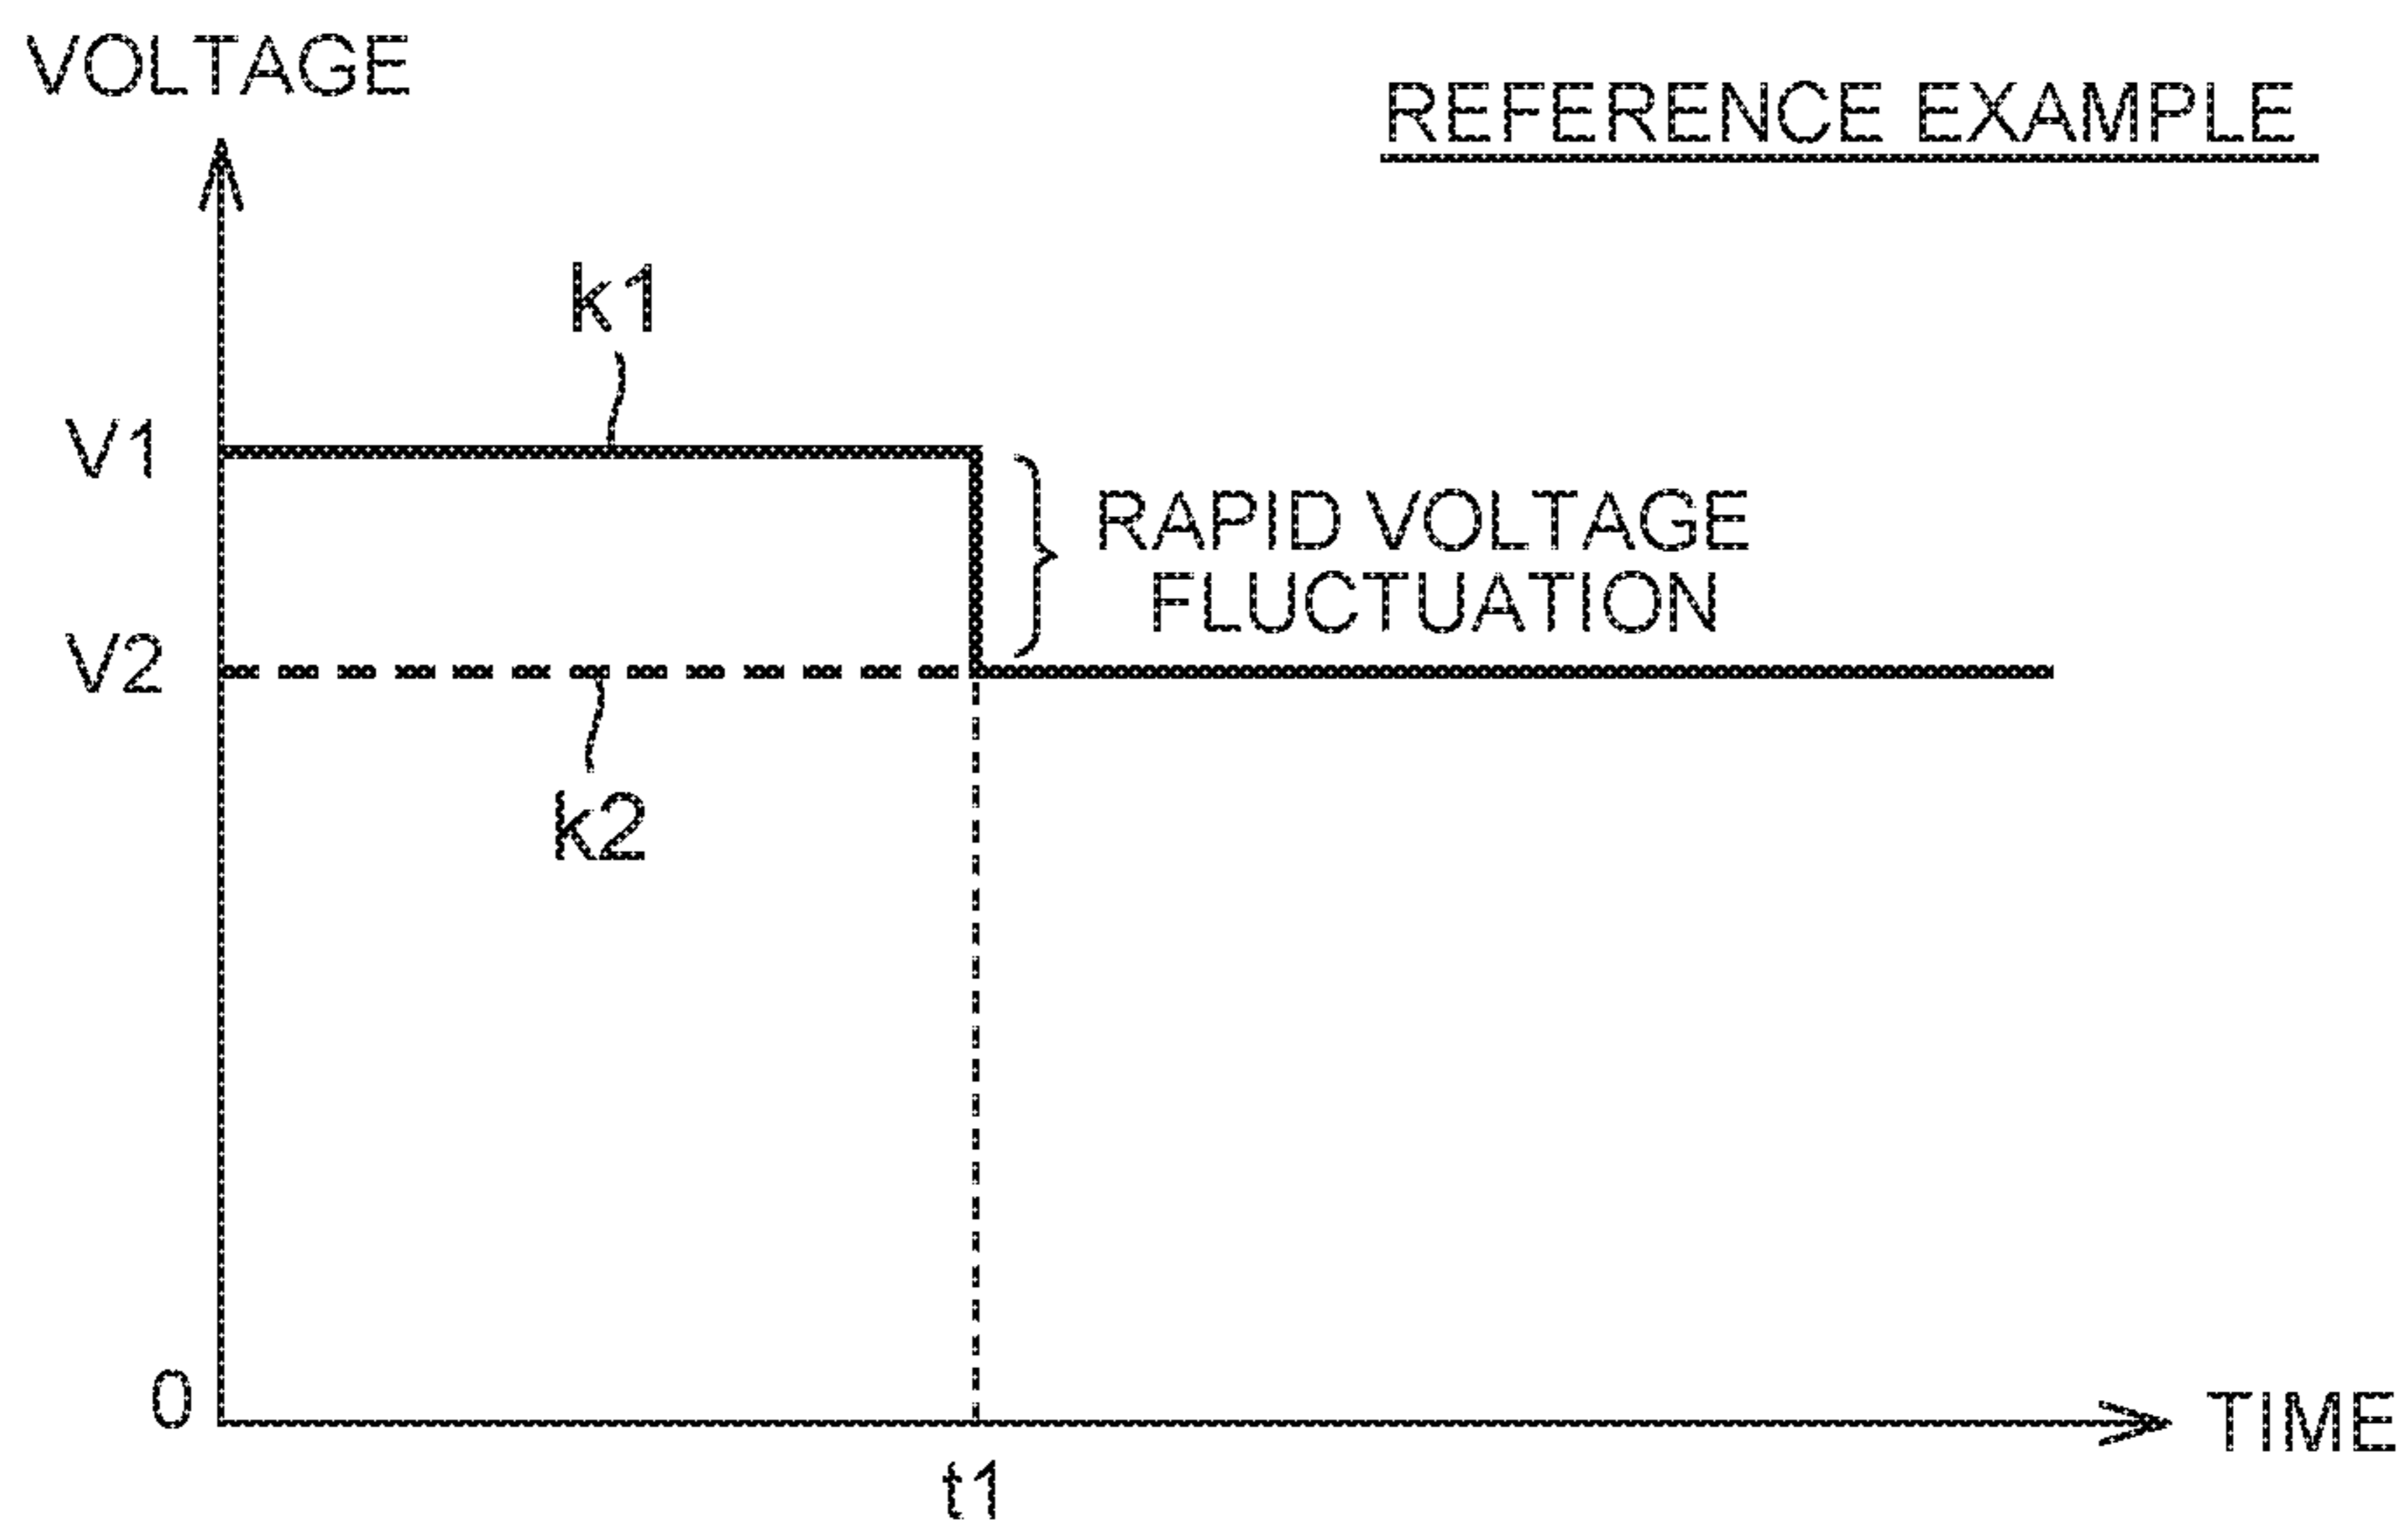 VOLTAGE
REFERENCE EXAMPLE
k1
V1
RAPID VOLTAGE
FLUCTUATION
V2
k2
0
TIME
t1